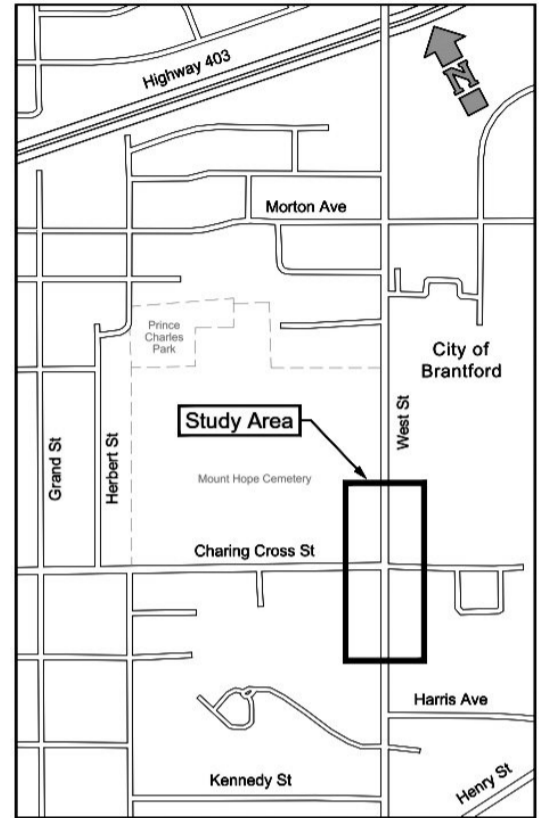 Highway 403
N
Morton Ave
Prince
Charles
Park
City of
Brantford
Study Area
West St
Grand St
Herbert St
Mount Hope Cemetery
Charing Cross St
Harris Ave
Kennedy St
Henry St